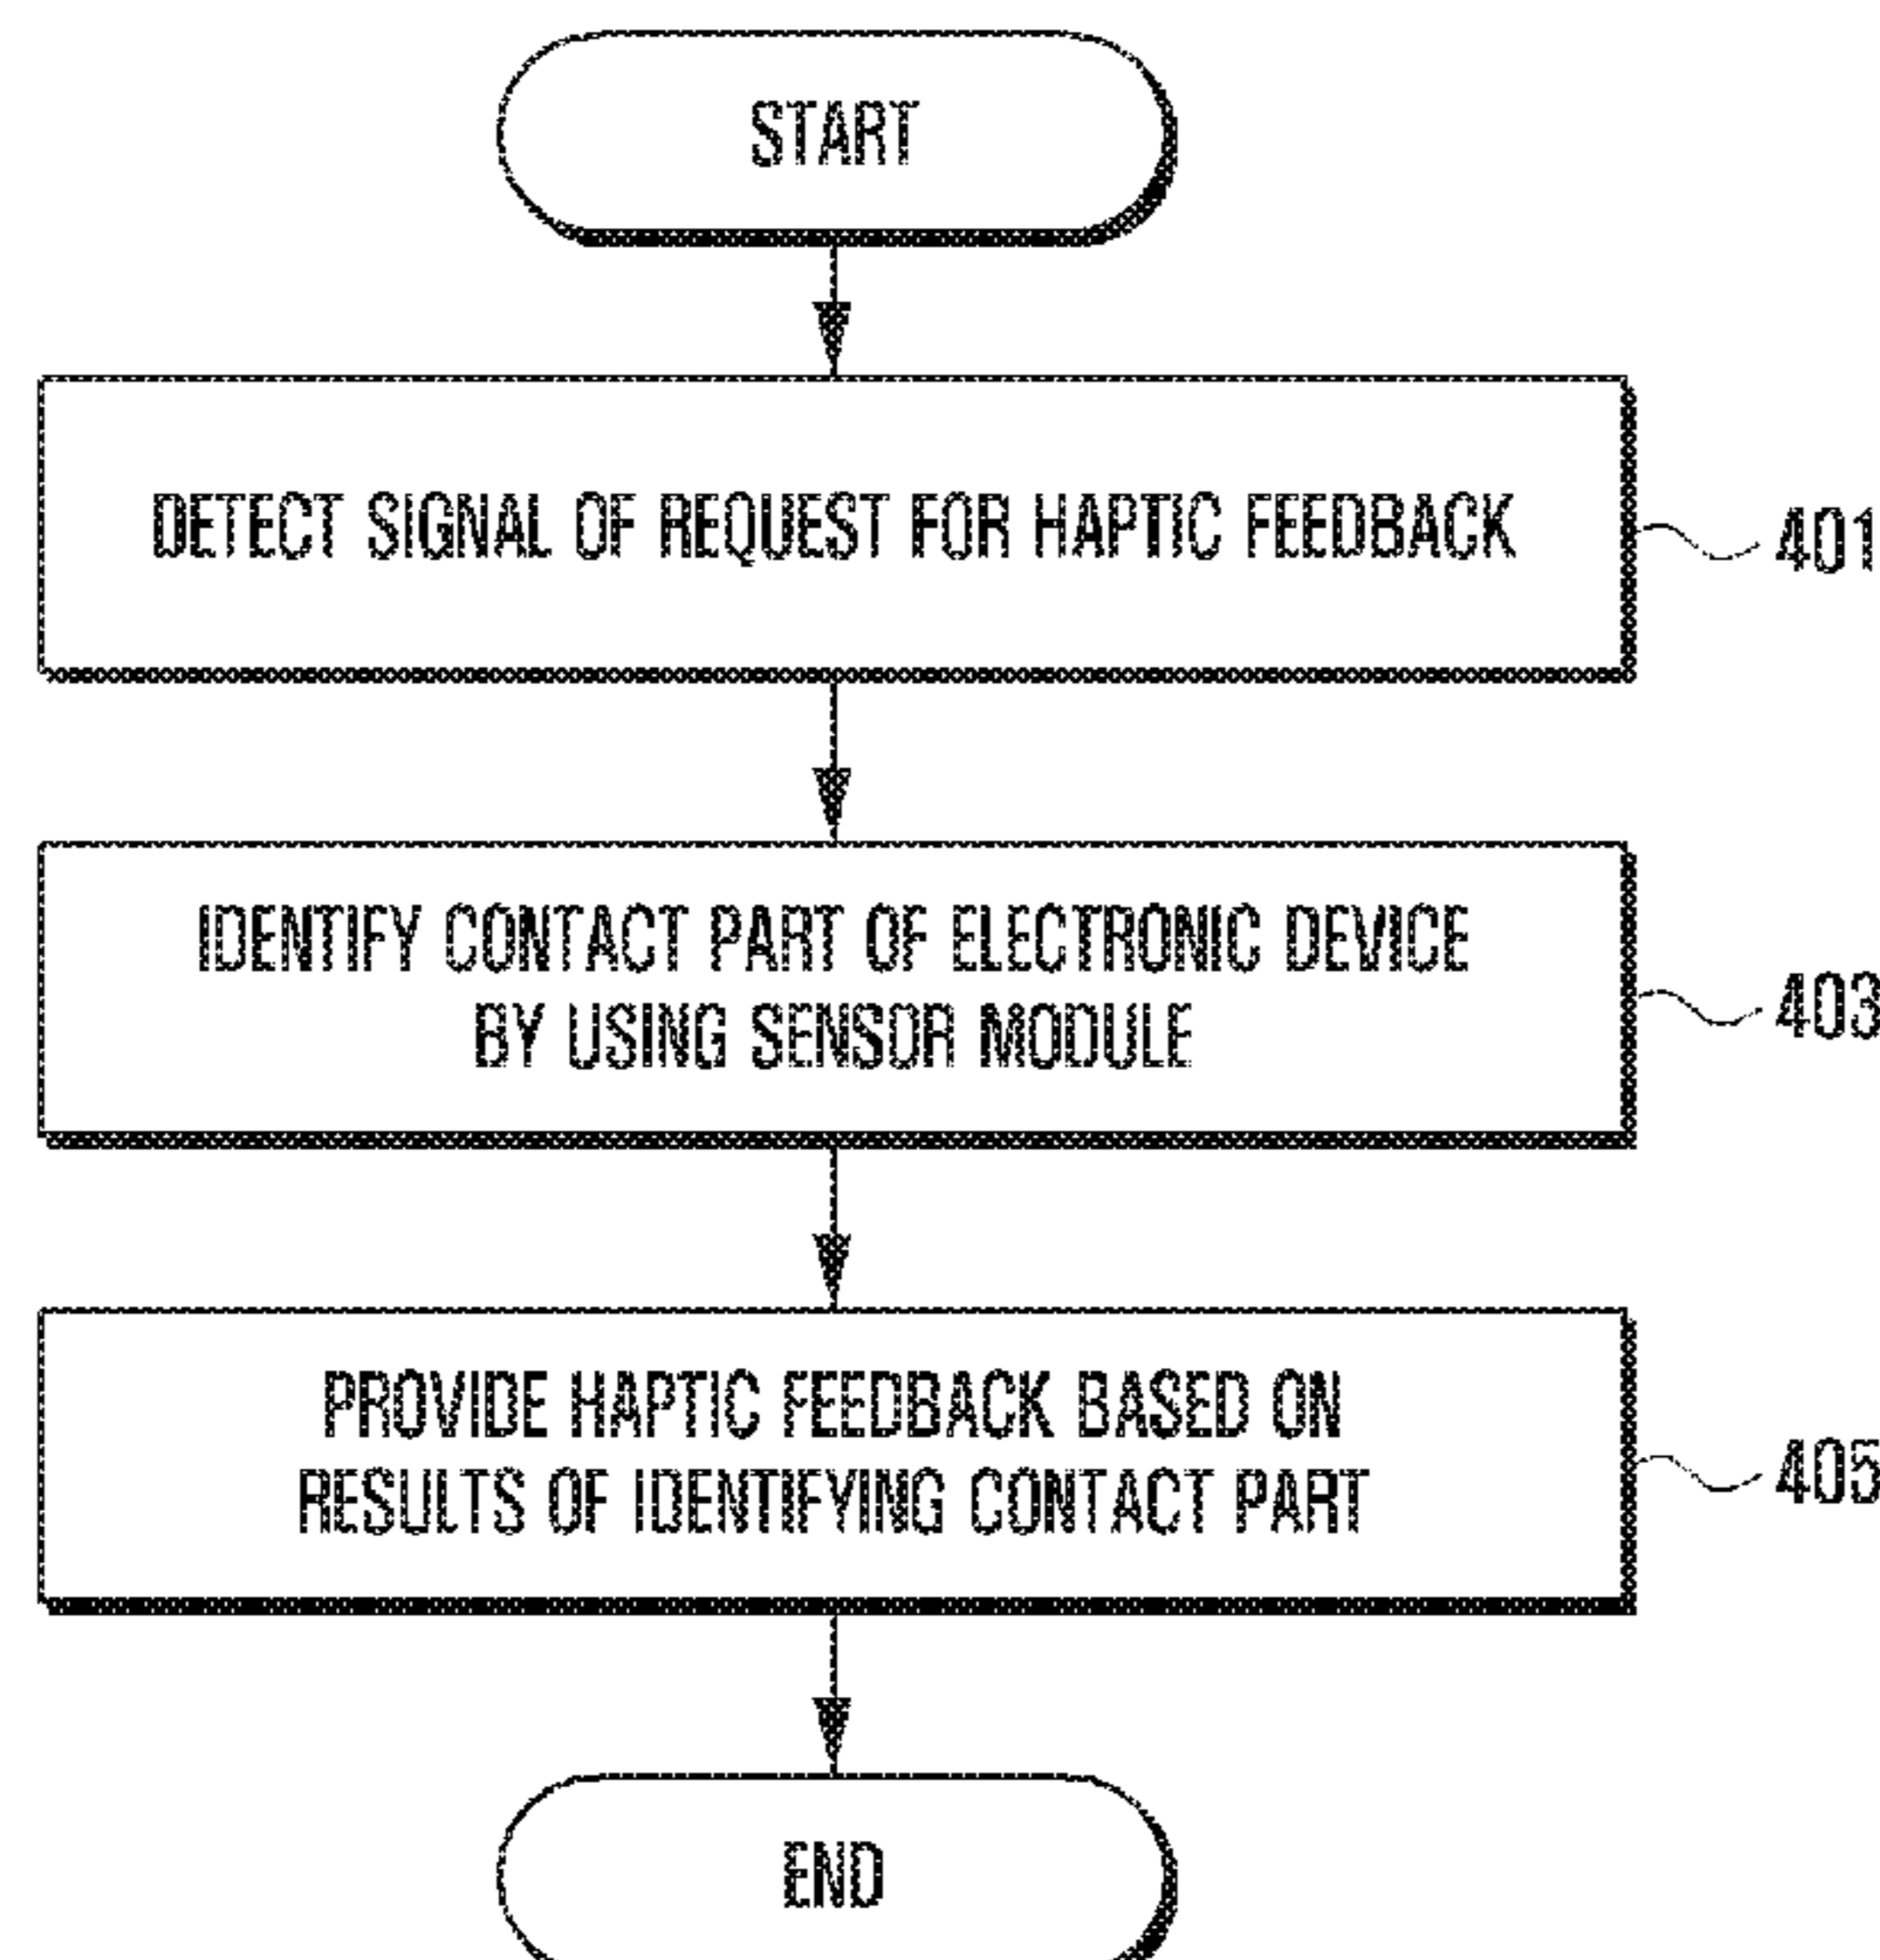 START
DETECT SIGNAL OF REQUEST FOR HAPTIC FEEDBACK
401
IDENTIFY CONTACT PART OF ELECTRONIC DEVICE
BY USING SENSOR MODULE
403
PROVIDE HAPTIC FEEDBACK BASED ON
RESULTS OF IDENTIFYING CONTACT PART
405
END